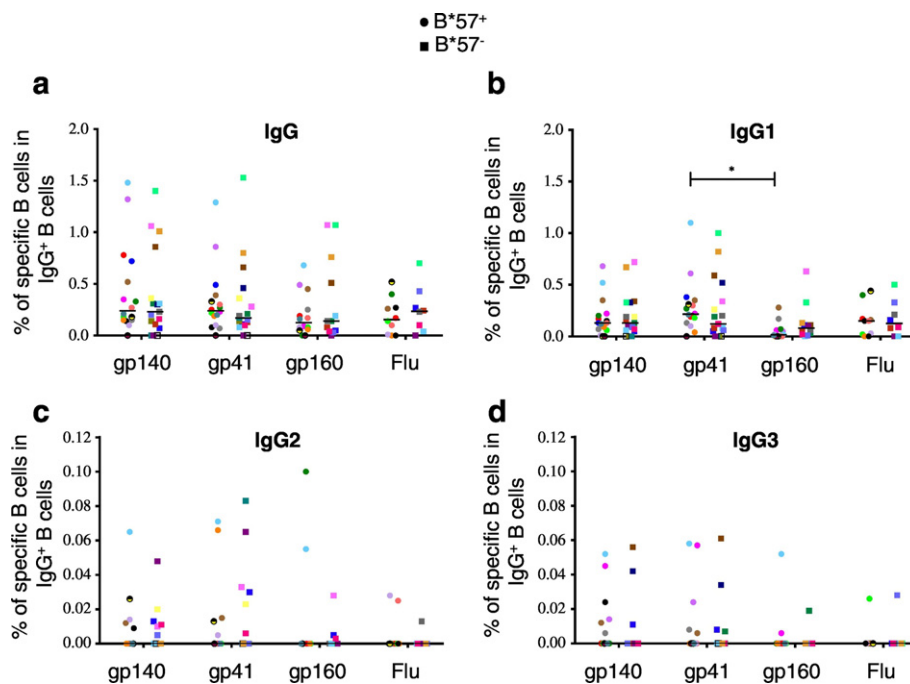 B*57+
B*57-
a
IgG
% of specific B cells in
IgG+ B cells
2.0
1.5
1.0
0.5
0.0
gp140 gp41 gp160 Flu
b
IgG1
% of specific B cells in
IgG+ B cells
2.0
1.5
1.0
0.5
0.0
*
gp140 gp41 gp160 Flu
c
IgG2
% of specific B cells in
IgG+ B cells
0.12
0.10
0.08
0.06
0.04
0.02
0.00
gp140 gp41 gp160 Flu
d
IgG3
% of specific B cells in
IgG+ B cells
0.12
0.10
0.08
0.06
0.04
0.02
0.00
gp140 gp41 gp160 Flu